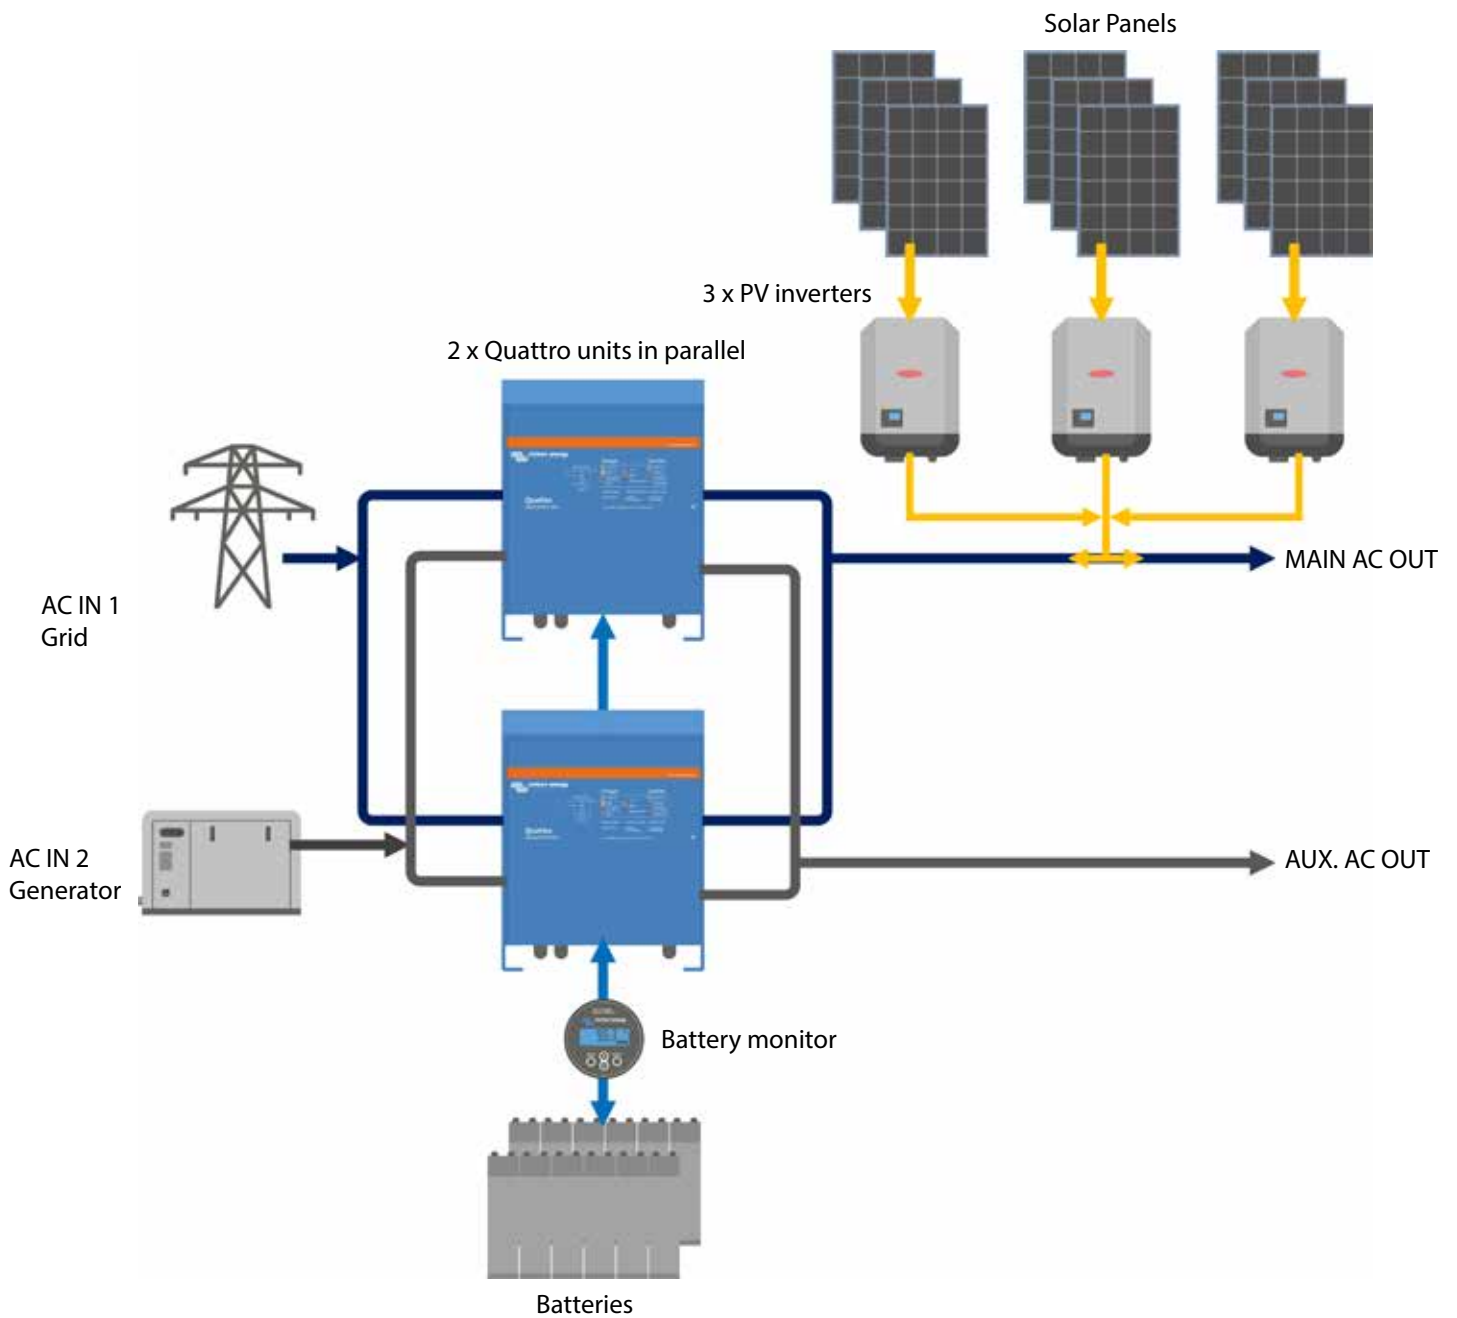 Solar Panels
3 x PV inverters
2 x Quattro units in parallel
MAIN AC OUT
AC IN 1
Grid
AC IN 2
Generator
AUX. AC OUT
Battery monitor
Batteries